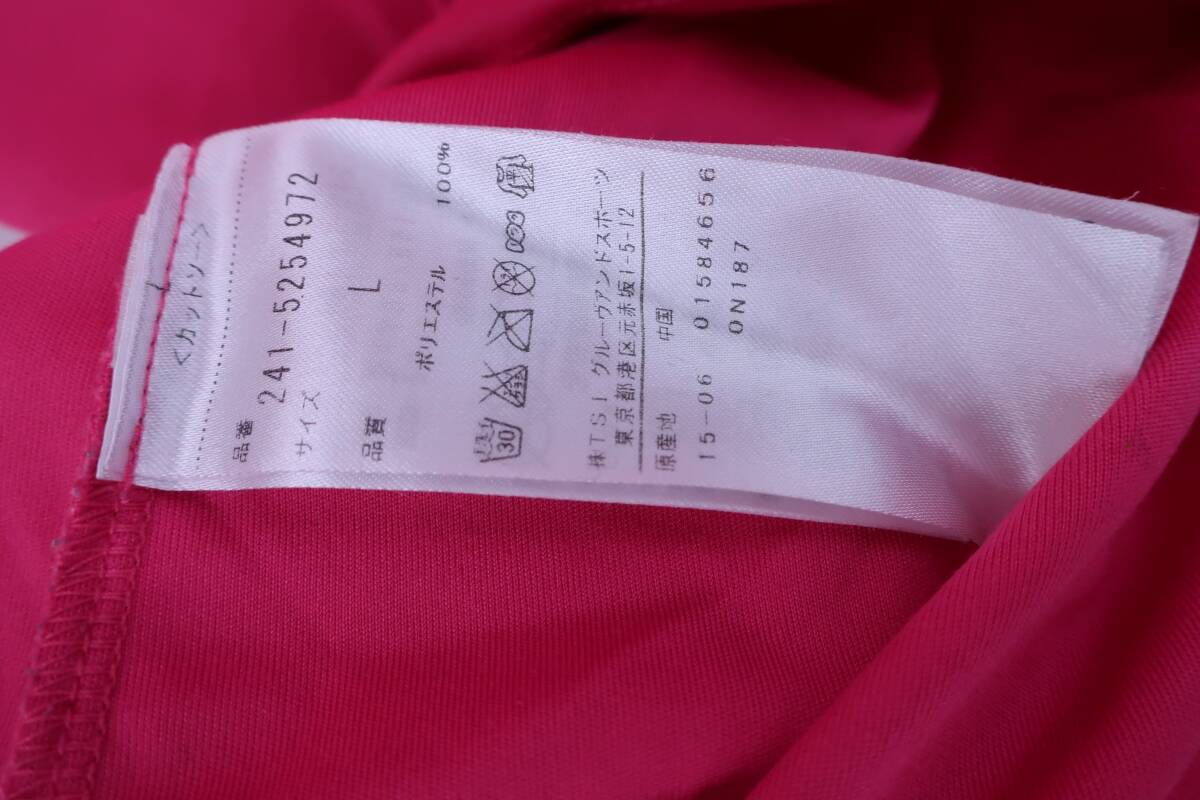 <カットソー>
品番
241-5254972
サイズ
L
品質
ポリエステル 100%
30
株TSI グルーヴアンドスポーツ
東京都港区元赤坂1-5-12
原産地 中国
15-06 01584656
0N187